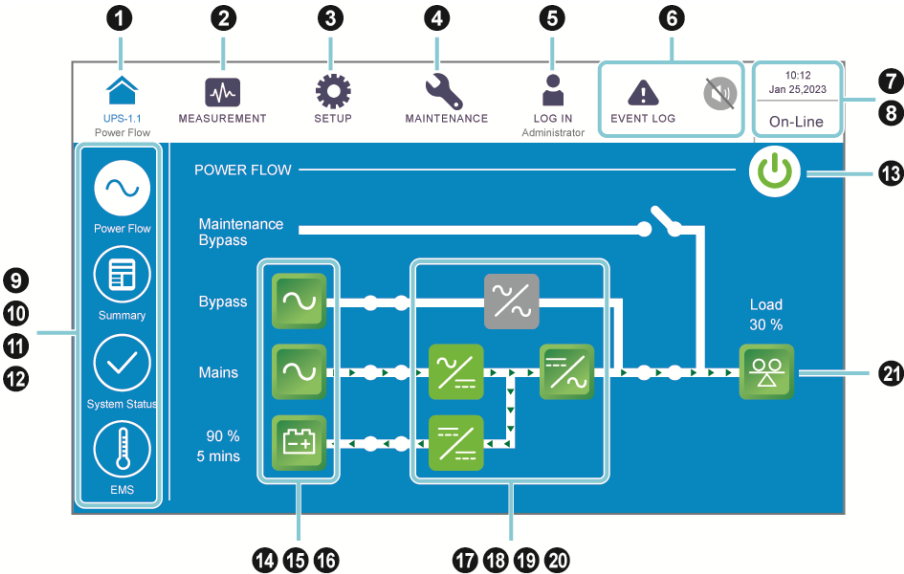 1 2 3 4 5 6
10:12
Jan 25,2023
7
8
On-Line
UPS-1.1
Power Flow
MEASUREMENT
SETUP
MAINTENANCE
LOG IN
Administrator
EVENT LOG
POWER FLOW
13
Power Flow
Maintenance
Bypass
Summary
Bypass
Load
30 %
9
10
11
12
Mains
21
System Status
90 %
5 mins
EMS
14 15 16
17 18 19 20